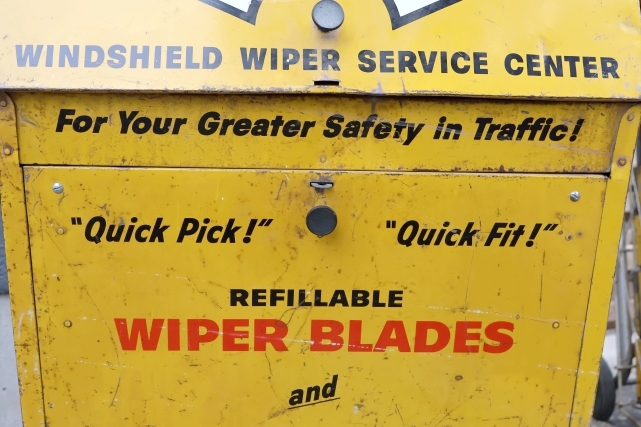 WINDSHIELD WIPER SERVICE CENTER
For Your Greater Safety in Traffic!
"Quick Pick!" "Quick Fit!"
REFILLABLE
WIPER BLADES
and